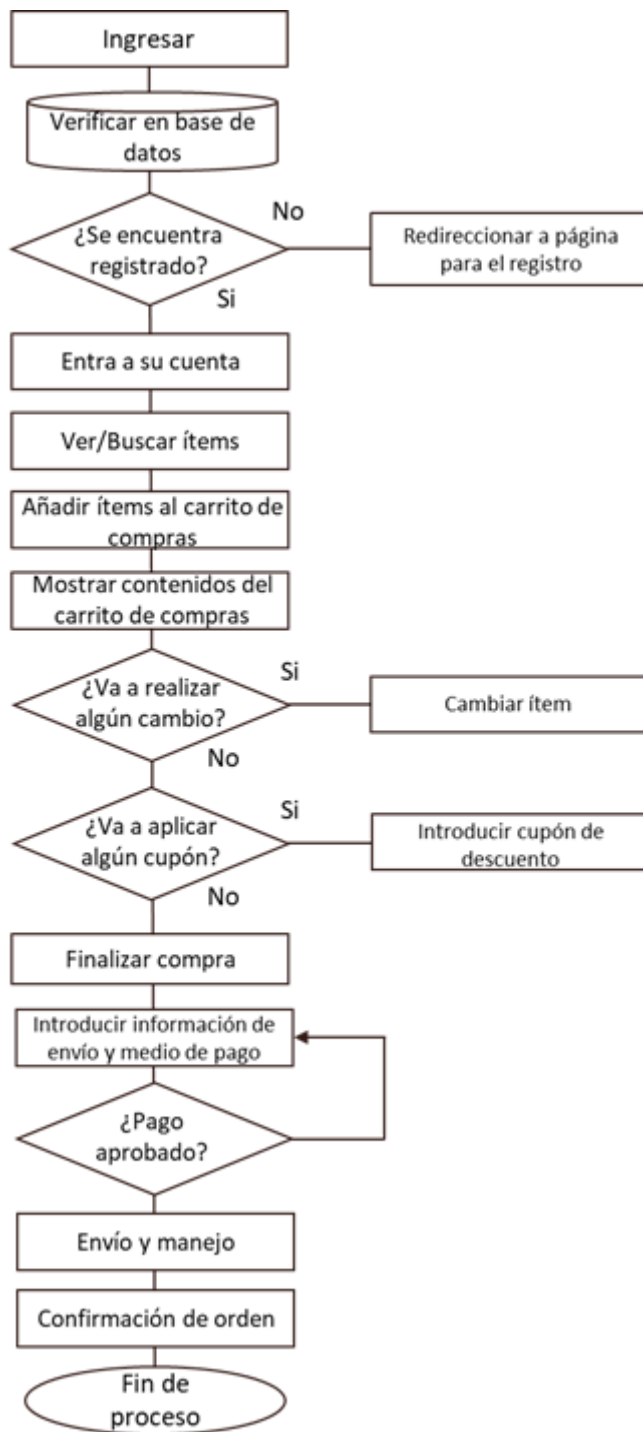 Ingresar
Verificar en base de
datos
No
¿Se encuentra
registrado?
Redireccionar a página
para el registro
Si
Entra a su cuenta
Ver/Buscar ítems
Añadir ítems al carrito de
compras
Mostrar contenidos del
carrito de compras
Si
¿Va a realizar
algún cambio?
Cambiar ítem
No
Si
¿Va a aplicar
algún cupón?
Introducir cupón de
descuento
No
Finalizar compra
Introducir información de
envío y medio de pago
¿Pago
aprobado?
Envío y manejo
Confirmación de orden
Fin de
proceso